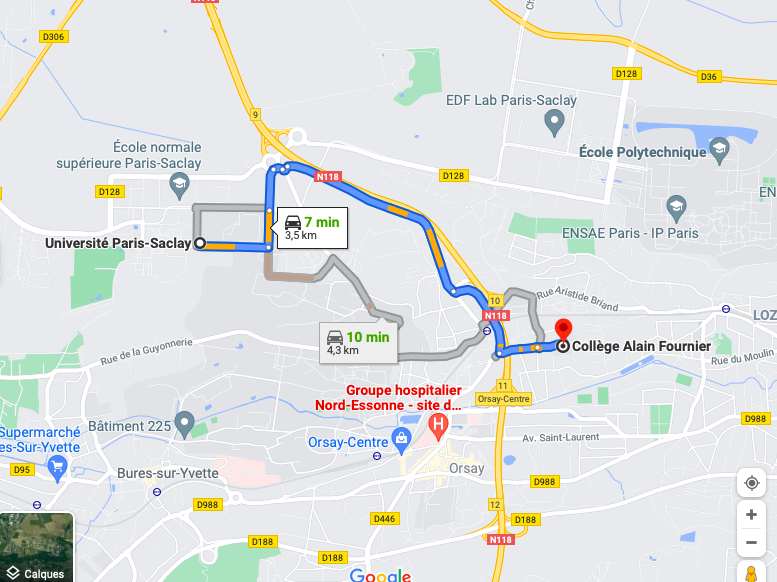 N118
D306
D128
D36
9
EDF Lab Paris-Saclay
École normale
supérieure Paris-Saclay
École Polytechnique
N118
D128
D128
EN
7 min
3,5 km
Université Paris-Saclay
ENSAE Paris - IP Paris
10
Rue Aristide Briand
N118
LOZ
10 min
4,3 km
Collège Alain Fournier
Rue de la Guyonnerie
Rue du Moulin
11
Orsay-Centre
Groupe hospitalier
Nord-Essonne - site d...
H
D988
Bâtiment 225
Supermarché
es-Sur-Yvette
Orsay-Centre
Av. Saint-Laurent
D95
Bures-sur-Yvette
Orsay
D988
D988
12
D446
D188
N118
D188
D188
Calques
Google